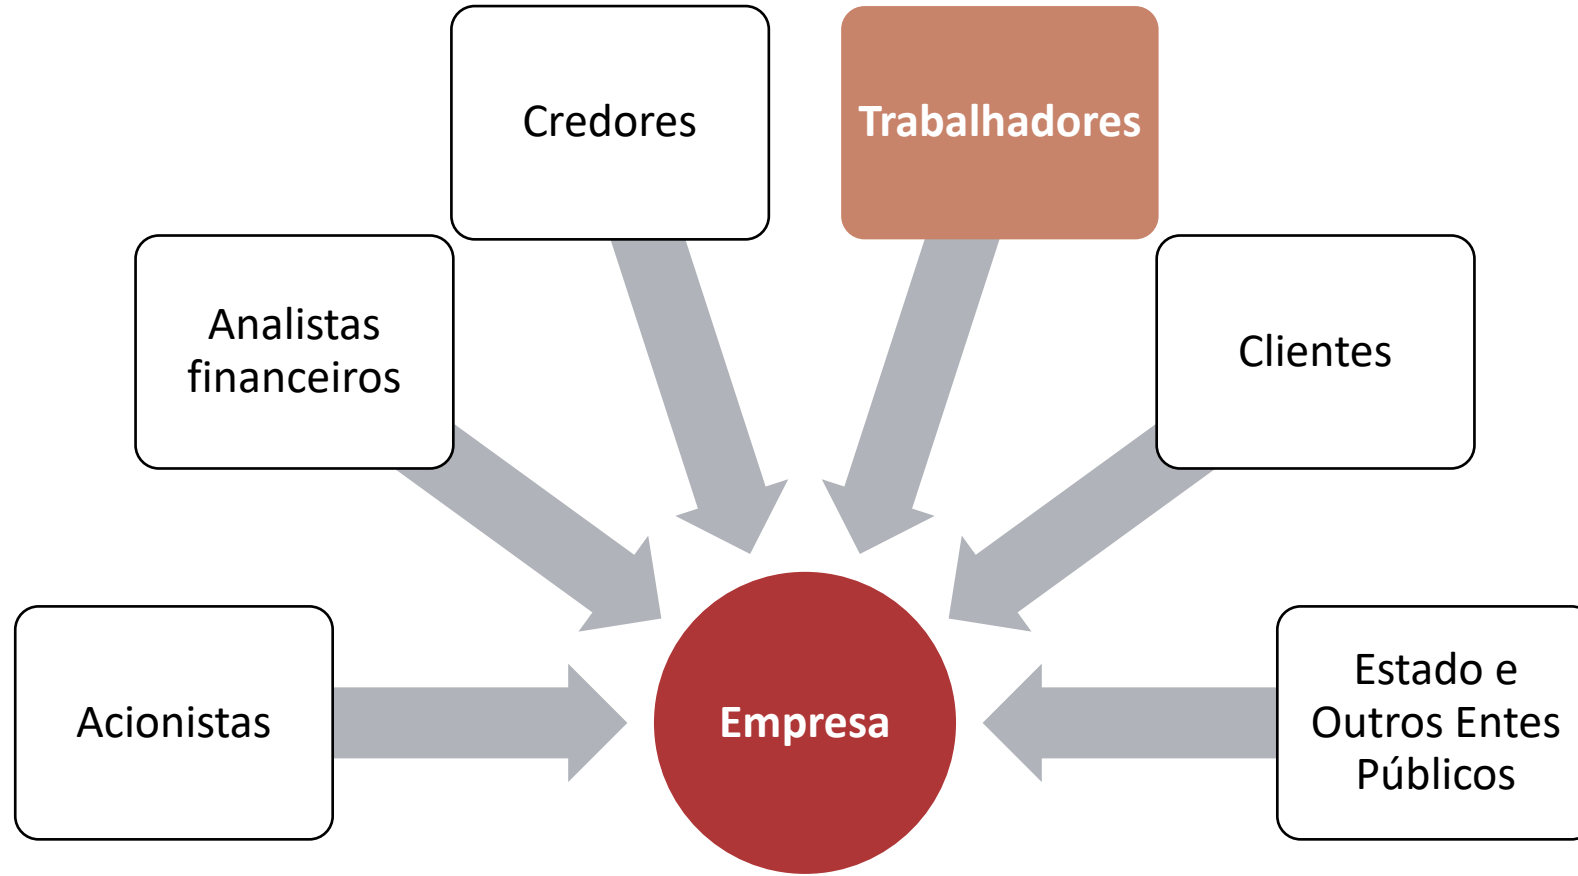 Credores
Trabalhadores
Analistas
financeiros
Clientes
Acionistas
Empresa
Estado e
Outros Entes
Públicos